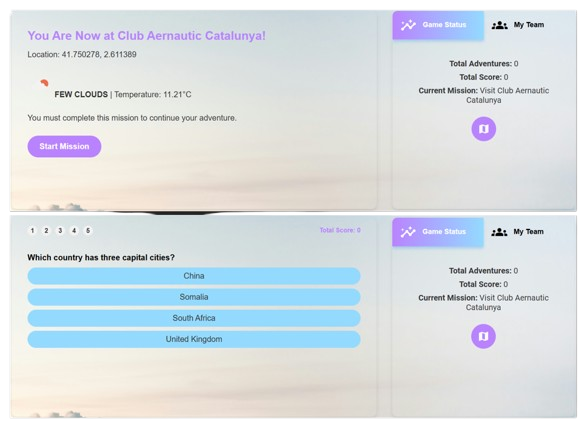 You Are Now at Club Aernautic Catalunya!
Location: 41.750278, 2.611389
FEW CLOUDS | Temperature: 11.21°C
You must complete this mission to continue your adventure.
Start Mission
Game Status
My Team
Total Adventures: 0
Total Score: 0
Current Mission: Visit Club Aernautic
Catalunya
1 2 3 4 5
Total Score: 0
Which country has three capital cities?
China
Somalia
South Africa
United Kingdom
Game Status
My Team
Total Adventures: 0
Total Score: 0
Current Mission: Visit Club Aernautic
Catalunya